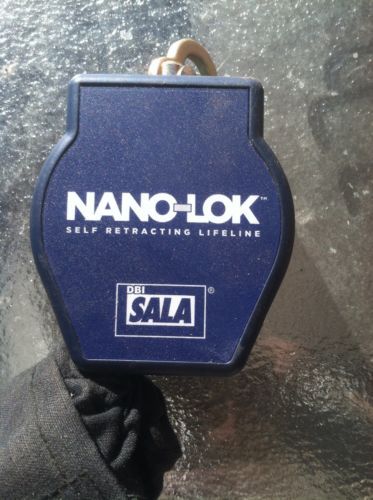 NANO-LOK™
SELF RETRACTING LIFELINE
DBI
SALA®